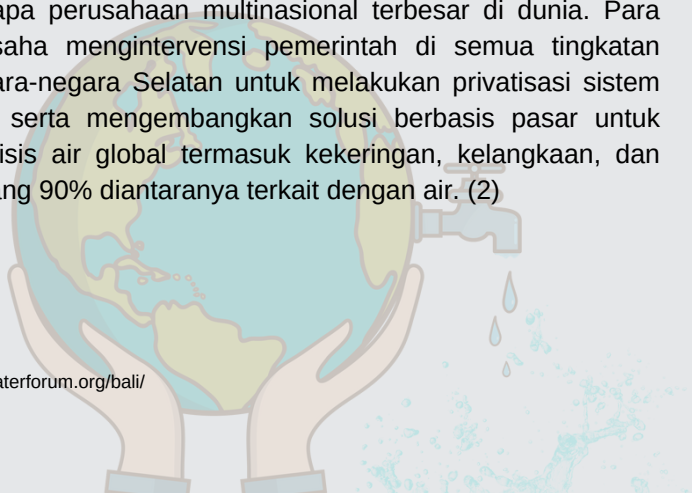 apa perusahaan multinasional terbesar di dunia. Para
saha mengintervensi pemerintah di semua tingkatan
ara-negara Selatan untuk melakukan privatisasi sistem
serta mengembangkan solusi berbasis pasar untuk
isis air global termasuk kekeringan, kelangkaan, dan
ang 90% diantaranya terkait dengan air. (2)
aterforum.org/bali/